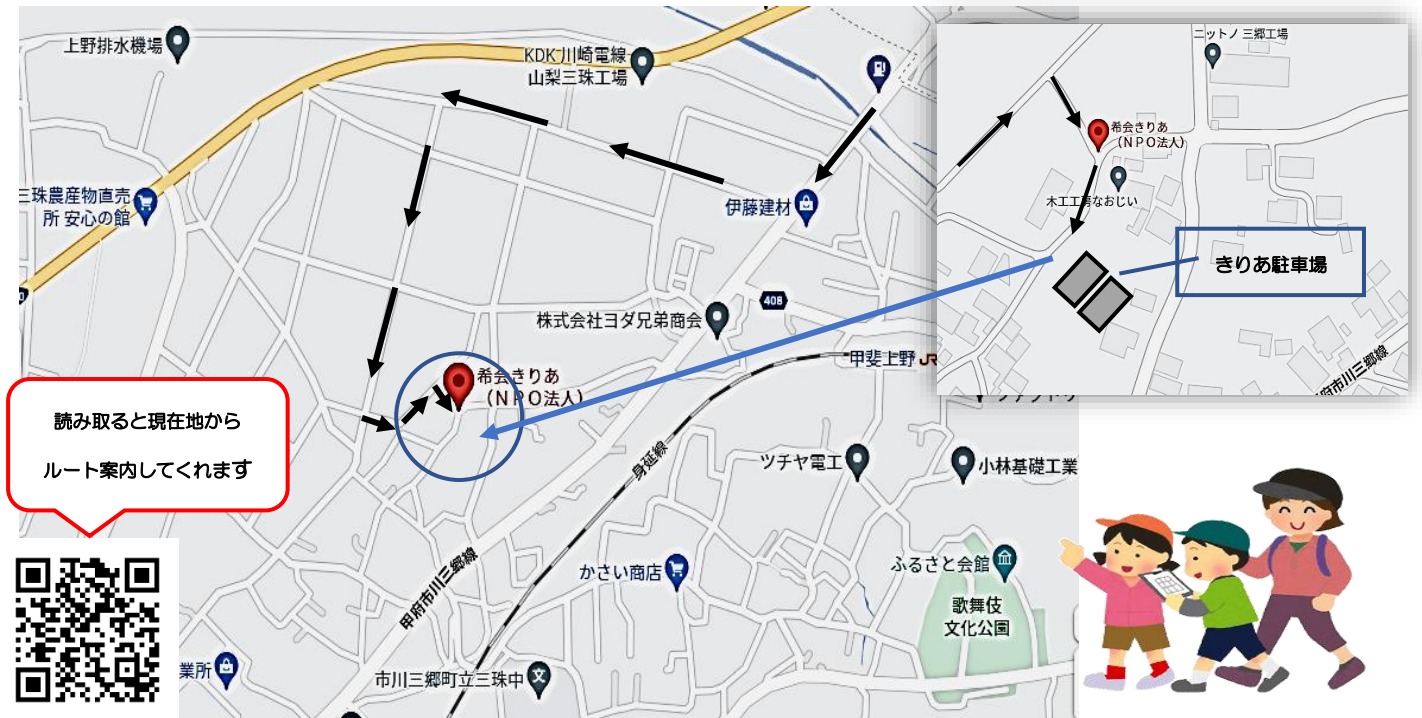 上野排水機場
KDK 川崎電線
山梨三珠工場
三珠農産物直売
所 安心の館
伊藤建材
株式会社ヨダ兄弟商会
408
甲斐上野 JR
希会きりあ
(NPO法人)
身延線
ツチヤ電工
小林基礎工業
甲府市川三郷線
かさい商店
ふるさと会館
歌舞伎
文化公園
業所
市川三郷町立三珠中
文
読み取ると現在地から
ルート案内してくれます
ニットノ 三郷工場
希会きりあ
(NPO法人)
木工工房なおじい
きりあ駐車場
府市川三郷線